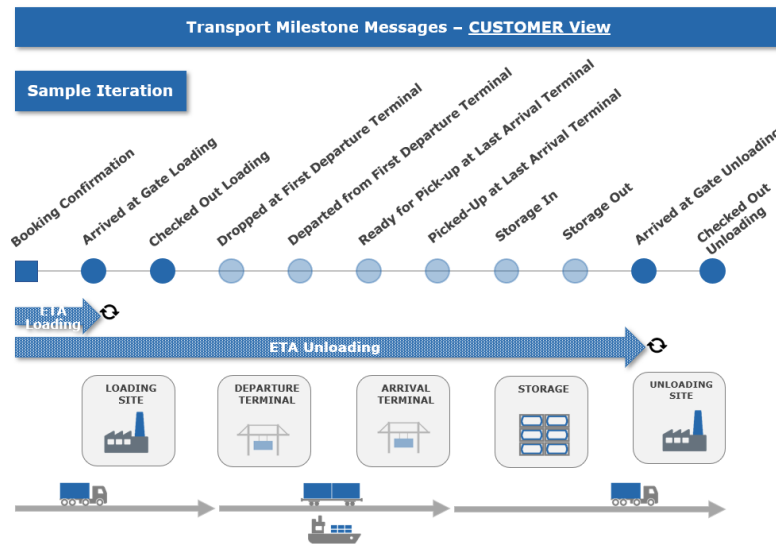 Transport Milestone Messages – CUSTOMER View
Sample Iteration
Booking Confirmation
Arrived at Gate Loading
Checked Out Loading
Dropped at First Departure Terminal
Departed from First Departure Terminal
Ready for Pick-up at Last Arrival Terminal
Picked-Up at Last Arrival Terminal
Storage In
Storage Out
Arrived at Gate Unloading
Checked Out
Unloading
ETA
Loading
ETA Unloading
LOADING
SITE
DEPARTURE
TERMINAL
ARRIVAL
TERMINAL
STORAGE
UNLOADING
SITE